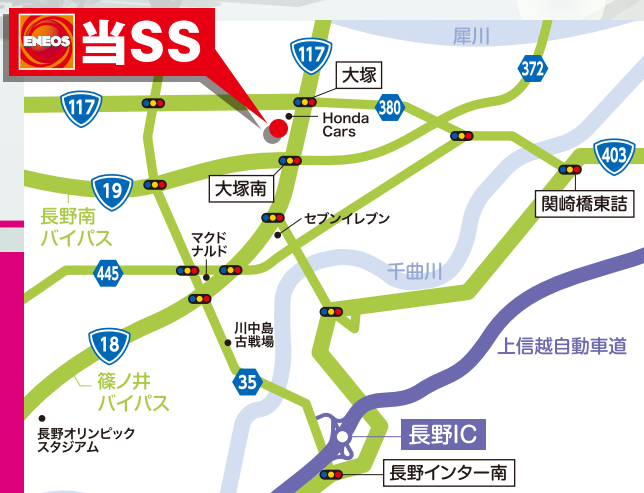 ENEOS
当SS
犀川
117
大塚
372
117
380
Honda
Cars
403
大塚南
19
関崎橋東詰
長野南
バイパス
セブンイレブン
マクド
ナルド
445
千曲川
18
川中島
古戦場
上信越自動車道
篠ノ井
バイパス
35
長野オリンピック
スタジアム
長野IC
長野インター南